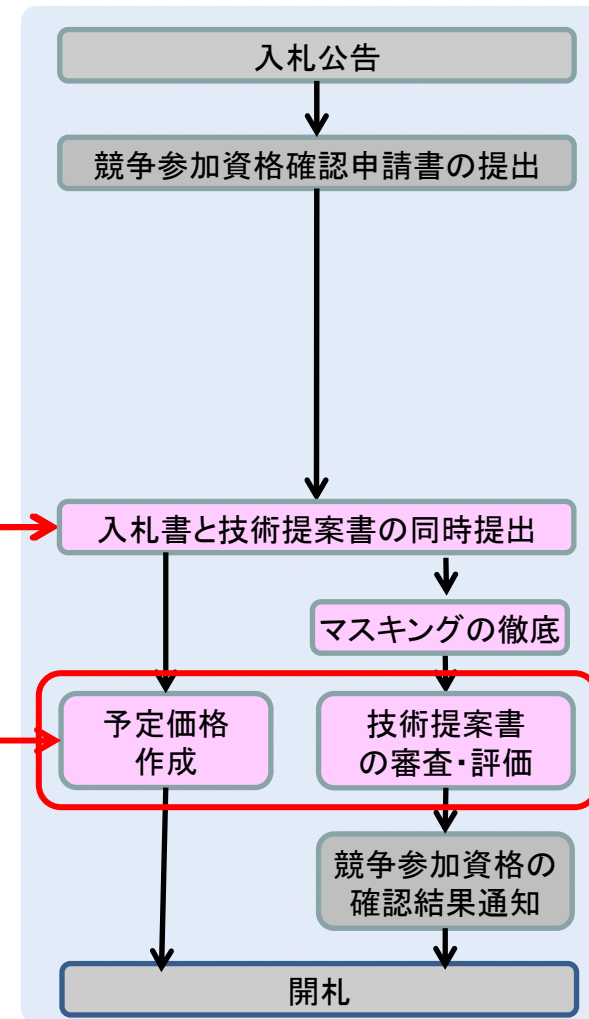 入札公告
競争参加資格確認申請書の提出
入札書と技術提案書の同時提出
マスキングの徹底
予定価格
作成
技術提案書
の審査・評価
競争参加資格の
確認結果通知
開札